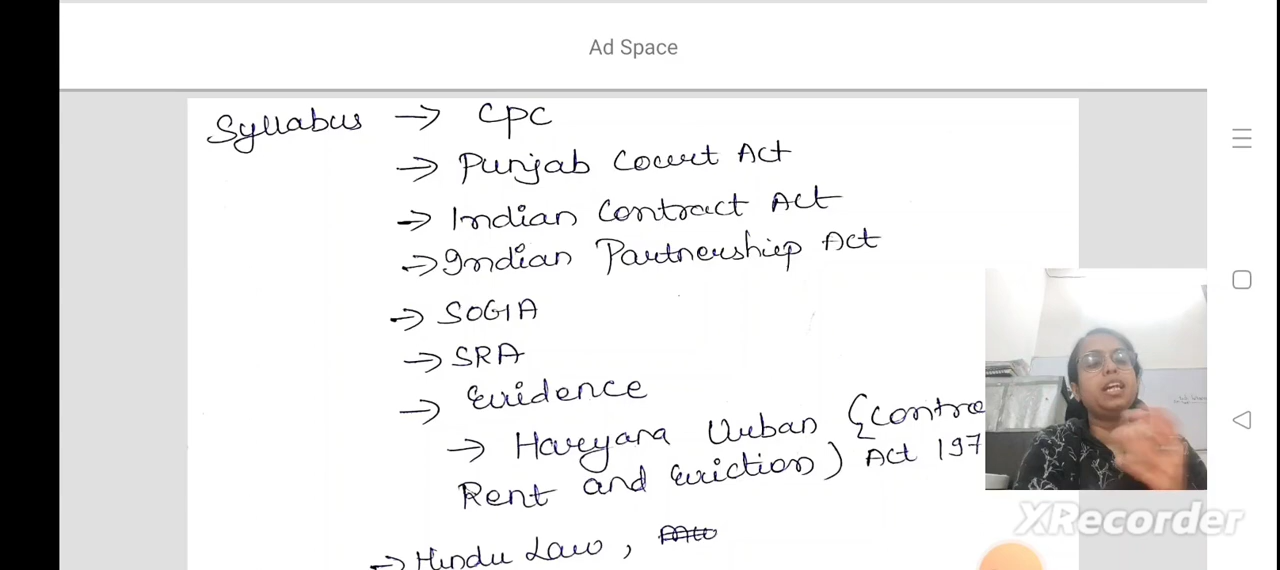 Ad Space
Syllabus → CPC
→ Punjab Court Act
→ Indian Contract Act
→ Indian Partnership Act
→ SOGIA
→ SRA
→ Evidence
→ Haryana Urban (Contro
Rent and Eviction) Act 197
→ Hindu Law,
XRecorder